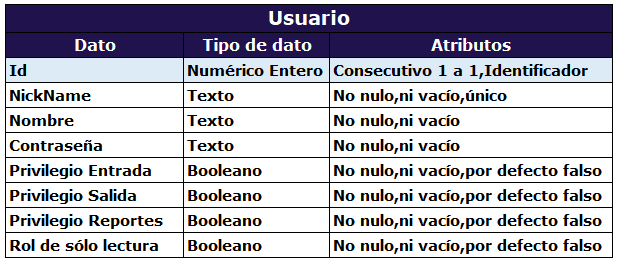 Usuario
Dato Tipo de dato Atributos
Id Numérico Entero Consecutivo 1 a 1,Identificador
NickName Texto No nulo,ni vacío,único
Nombre Texto No nulo,ni vacío
Contraseña Texto No nulo,ni vacío
Privilegio Entrada Booleano No nulo,ni vacío,por defecto falso
Privilegio Salida Booleano No nulo,ni vacío,por defecto falso
Privilegio Reportes Booleano No nulo,ni vacío,por defecto falso
Rol de sólo lectura Booleano No nulo,ni vacío,por defecto falso